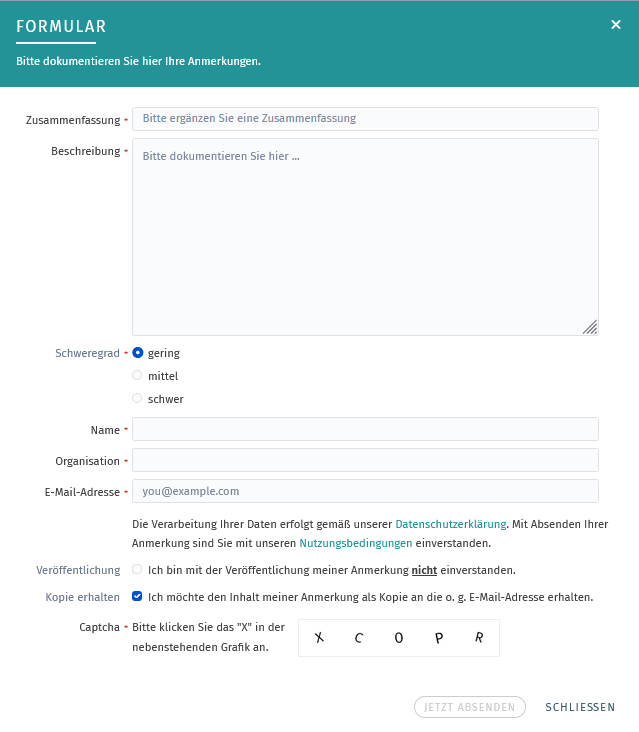 FORMULAR
Bitte dokumentieren Sie hier Ihre Anmerkungen.
Zusammenfassung * Bitte ergänzen Sie eine Zusammenfassung
Beschreibung * Bitte dokumentieren Sie hier ...
Schweregrad * gering
mittel
schwer
Name *
Organisation *
E-Mail-Adresse * you@example.com
Die Verarbeitung Ihrer Daten erfolgt gemäß unserer Datenschutzerklärung. Mit Absenden Ihrer
Anmerkung sind Sie mit unseren Nutzungsbedingungen einverstanden.
Veröffentlichung Ich bin mit der Veröffentlichung meiner Anmerkung nicht einverstanden.
Kopie erhalten Ich möchte den Inhalt meiner Anmerkung als Kopie an die o. g. E-Mail-Adresse erhalten.
Captcha * Bitte klicken Sie das "X" in der
nebenstehenden Grafik an.
X C O P R
JETZT ABSENDEN SCHLIESSEN